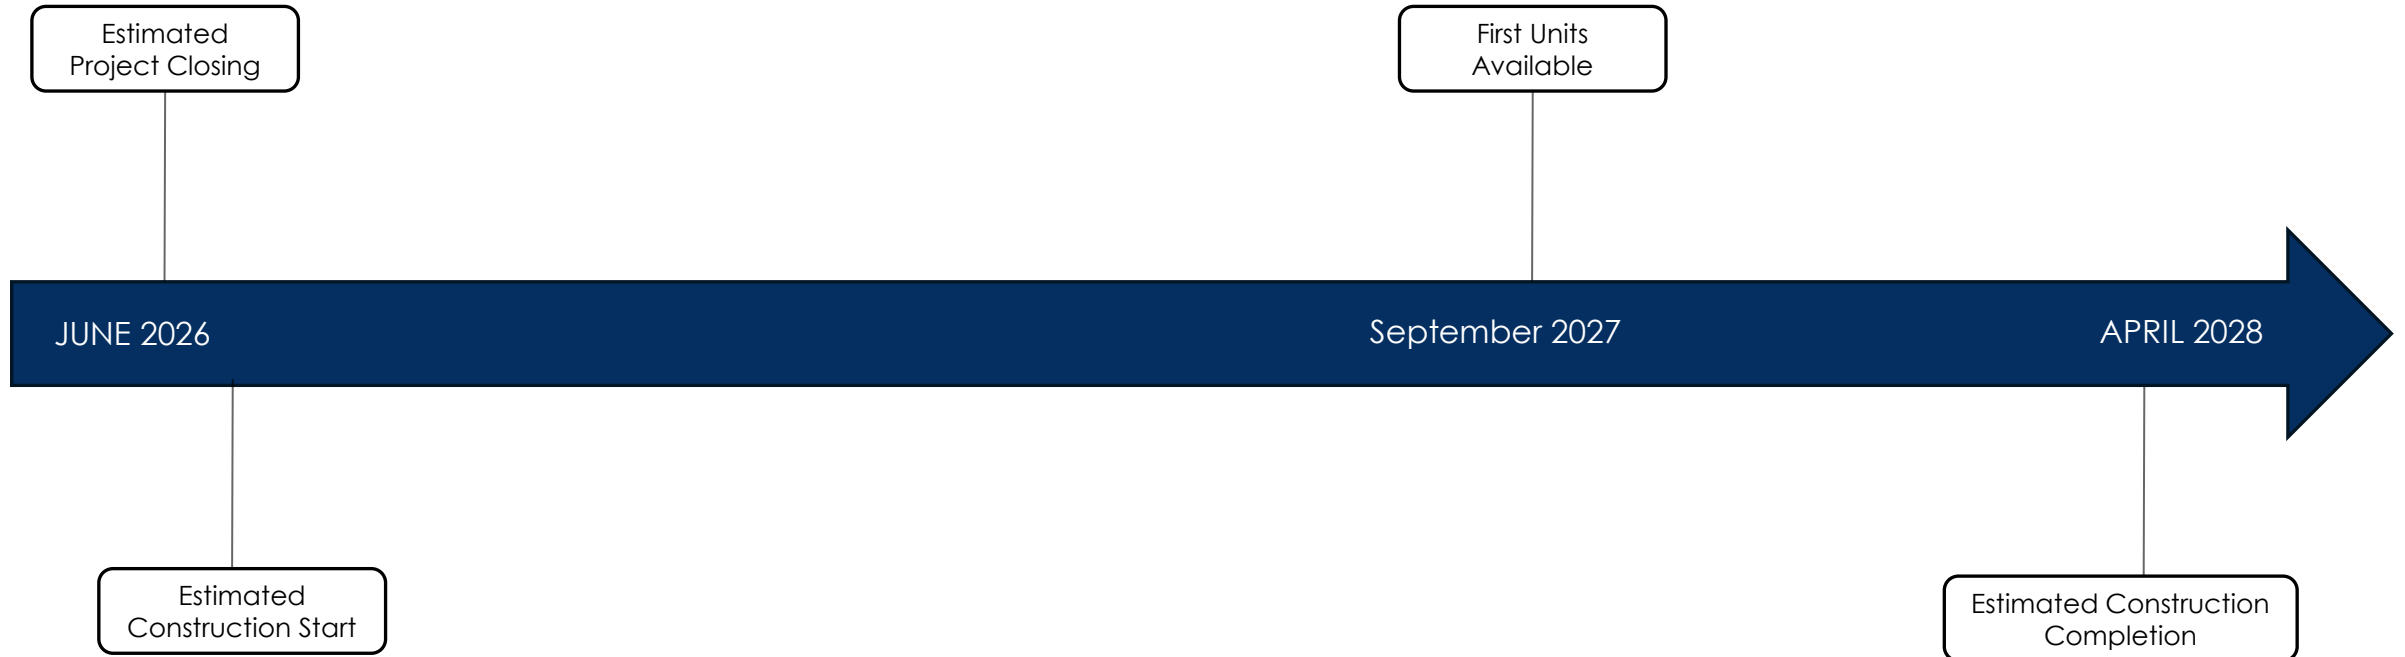 Estimated
Project Closing
First Units
Available
JUNE 2026
September 2027
APRIL 2028
Estimated
Construction Start
Estimated Construction
Completion